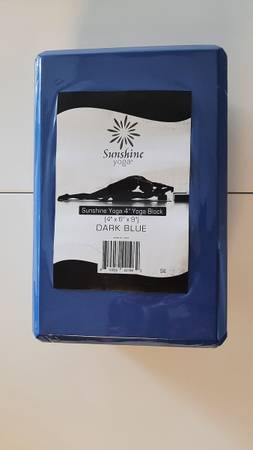 Sunshine
yoga®
Sunshine Yoga 4" Yoga Block
(4" x 6" x 9")
DARK BLUE